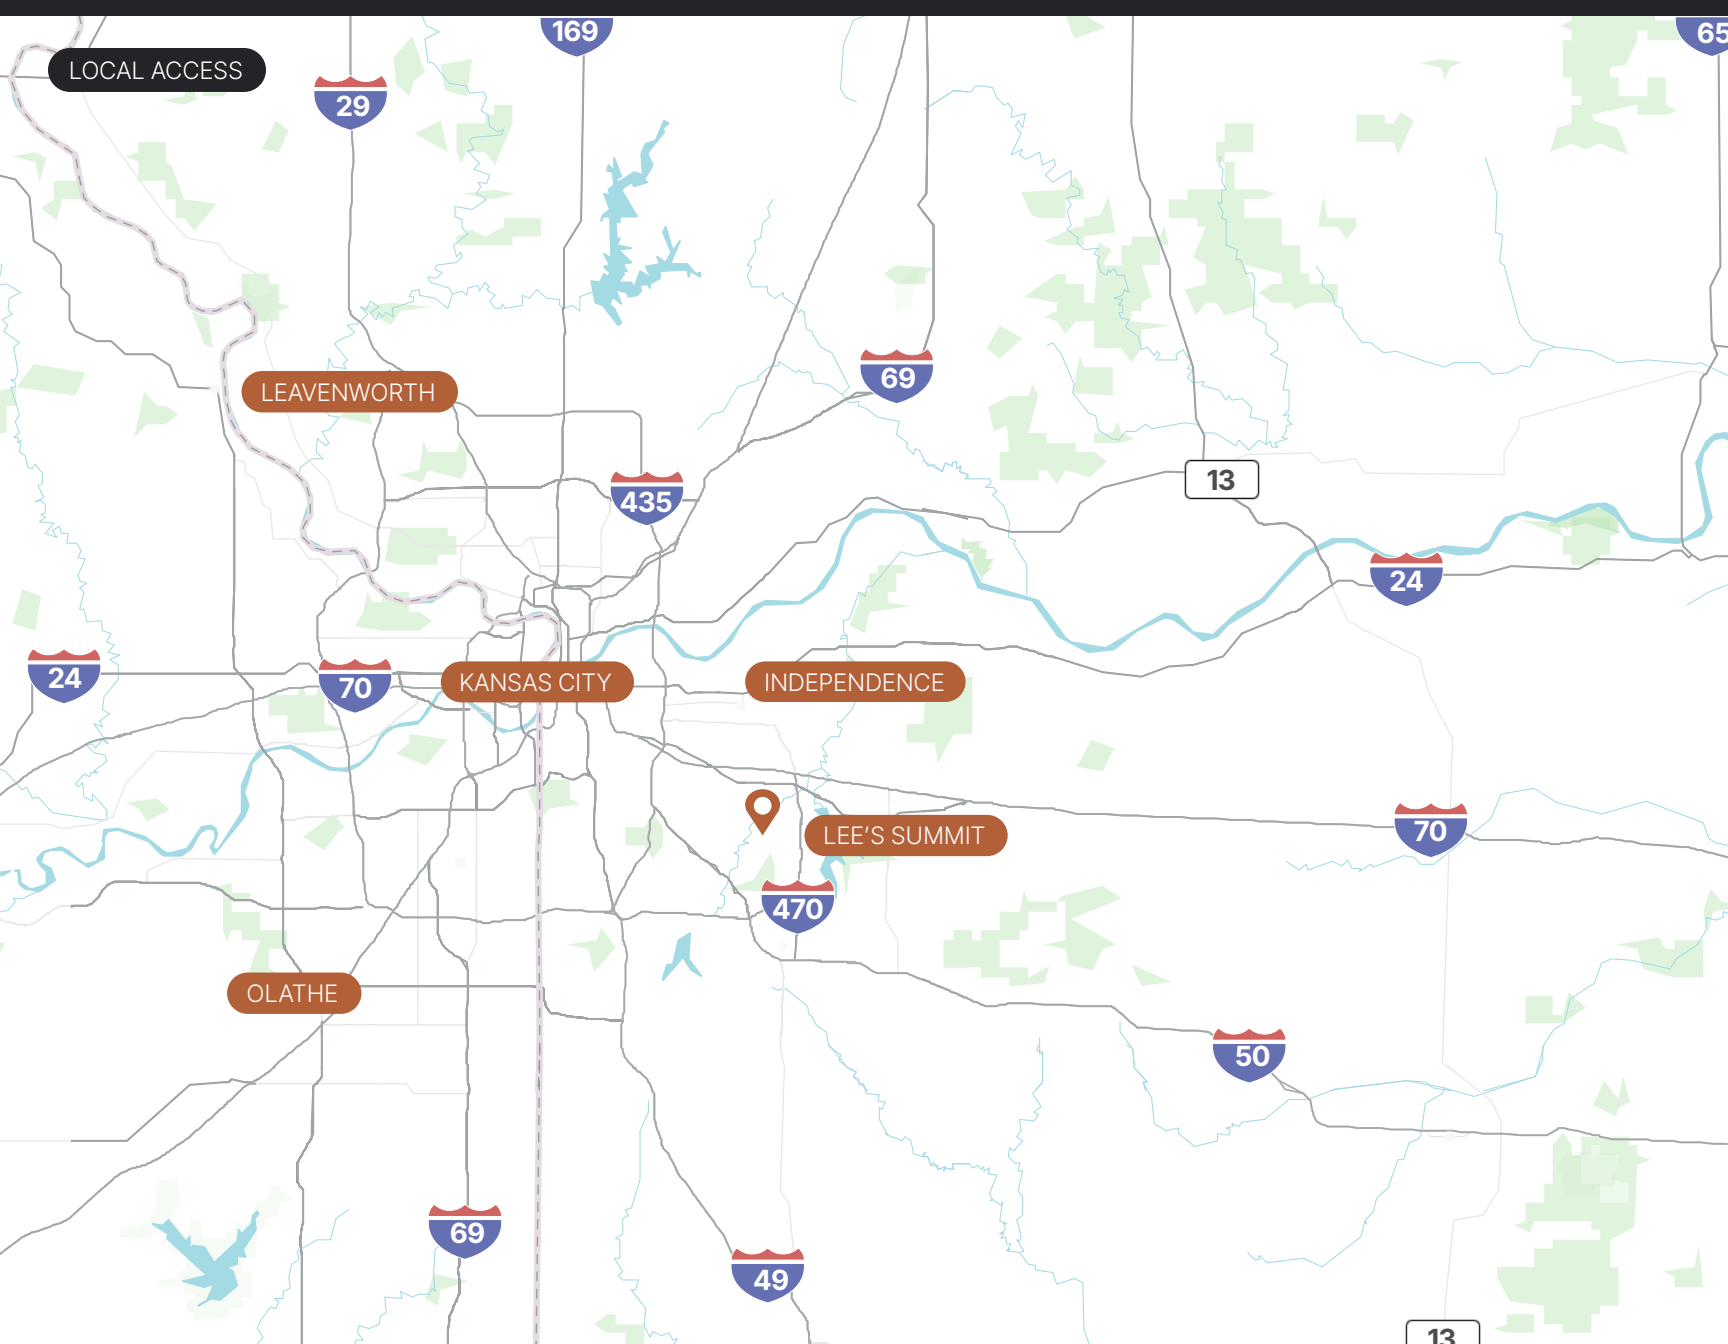 169
65
LOCAL ACCESS
29
69
LEAVENWORTH
13
435
24
24
70
KANSAS CITY
INDEPENDENCE
70
LEE'S SUMMIT
470
OLATHE
50
69
49
13